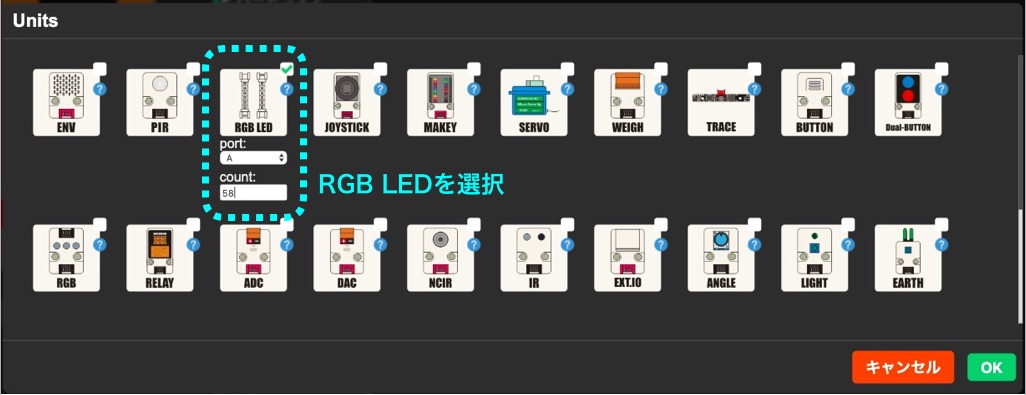 Units
ENV
PIR
RGB LED
JOYSTICK
MAKEY
SERVO
WEIGH
TRACE
BUTTON
Dual-BUTTON
port:
A
count:
58
RGB LEDを選択
RGB
RELAY
ADC
DAC
NCIR
IR
EXT.IO
ANGLE
LIGHT
EARTH
キャンセル
OK